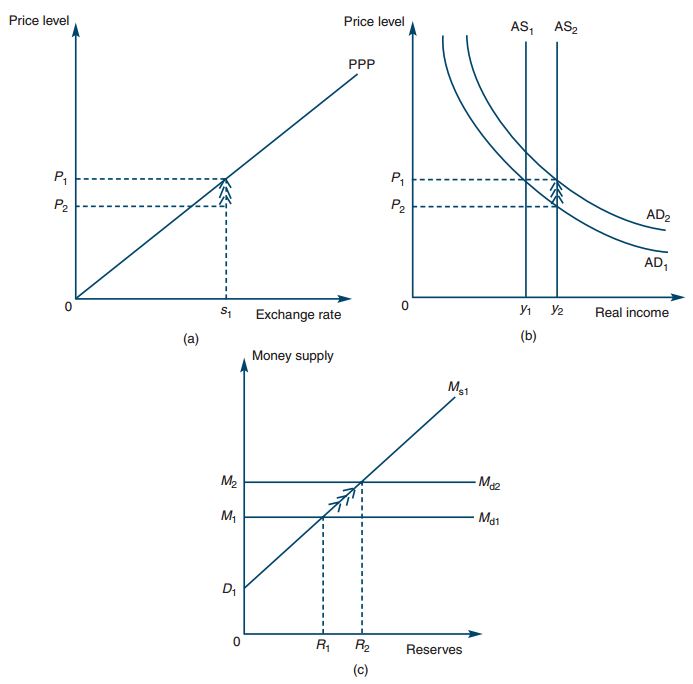 Price level
PPP
P1
P2
0
s1
Exchange rate
(a)
Price level
AS1
AS2
P1
P2
AD2
AD1
0
y1
y2
Real income
(b)
Money supply
Ms1
M2
Md2
M1
Md1
D1
0
R1
R2
Reserves
(c)